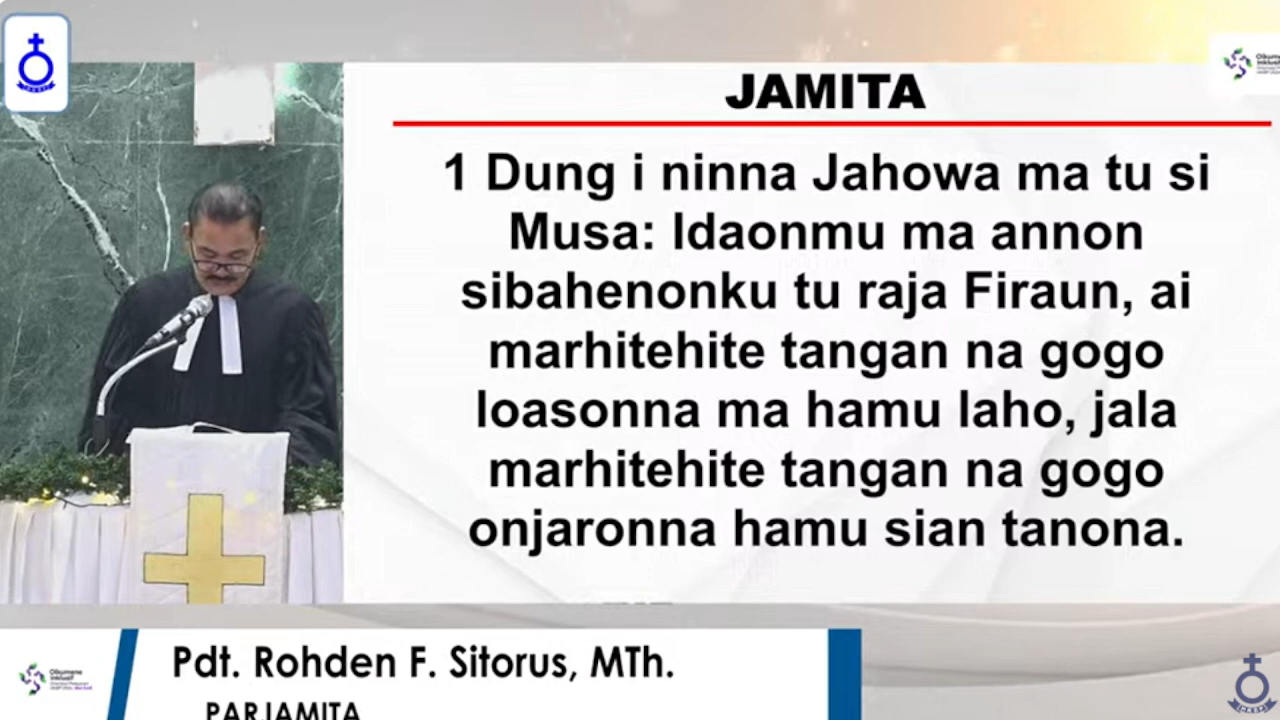 JAMITA
1 Dung i ninna Jahowa ma tu si
Musa: Idaonmu ma annon
sibahenonku tu raja Firaun, ai
marhitehite tangan na gogo
loasonna ma hamu laho, jala
marhitehite tangan na gogo
onjaronna hamu sian tanona.
Pdt. Rohden F. Sitorus, MTh.
PARJAMITA